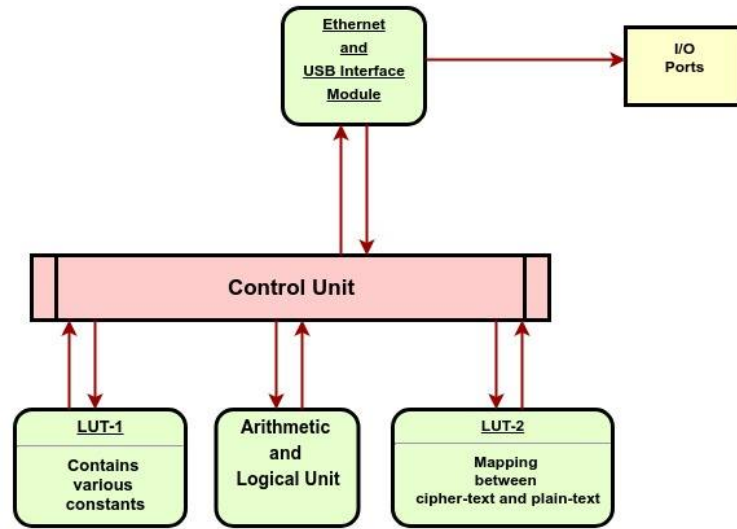 Ethernet
and
USB Interface
Module
I/O
Ports
Control Unit
LUT-1
Contains
various
constants
Arithmetic
and
Logical Unit
LUT-2
Mapping
between
cipher-text and plain-text